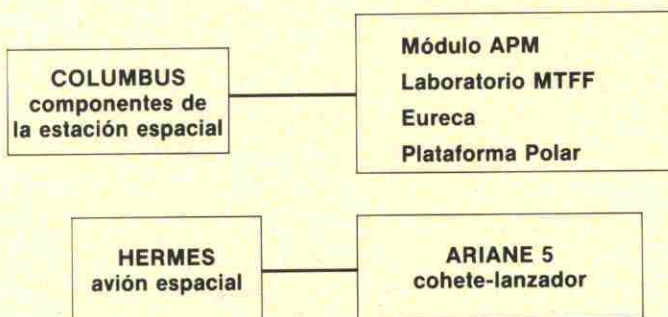 COLUMBUS
componentes de
la estación espacial
Módulo APM
Laboratorio MTFF
Eureca
Plataforma Polar
HERMES
avión espacial
ARIANE 5
cohete-lanzador